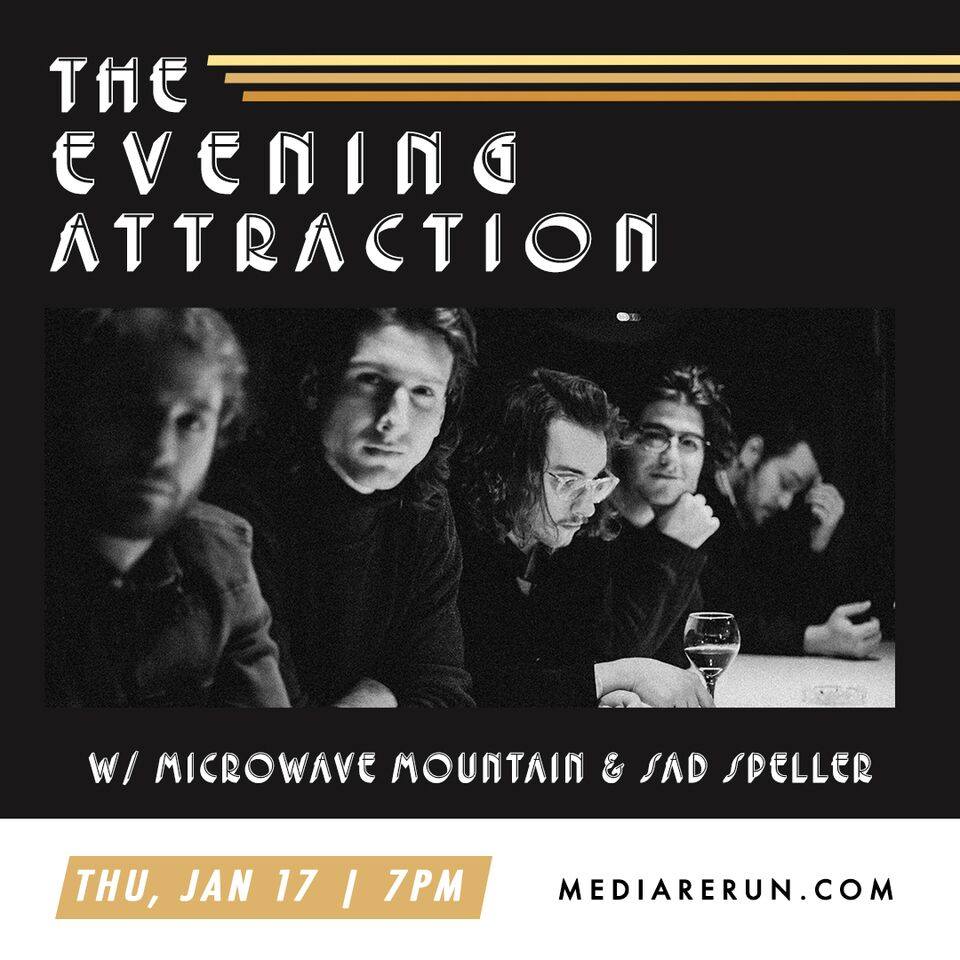 THE
EVENING
ATTRACTION
W/ MICROWAVE MOUNTAIN & SAD SPELLER
THU, JAN 17 | 7PM
MEDIARERUN.COM